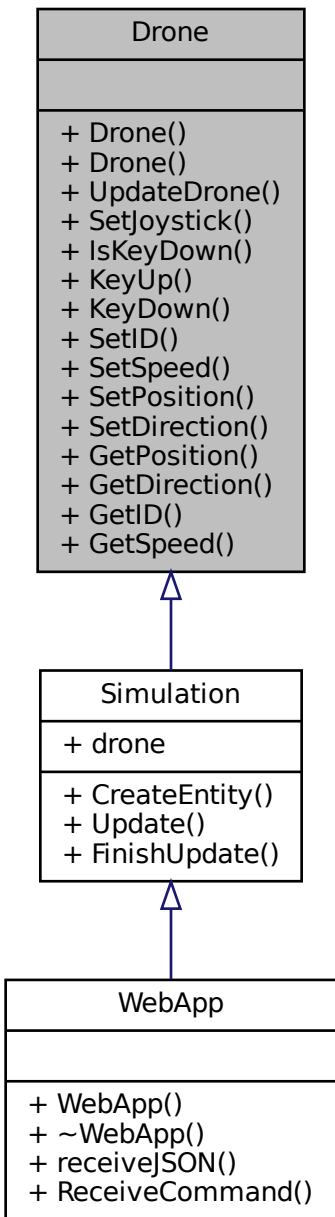 Drone
+ Drone()
+ Drone()
+ UpdateDrone()
+ SetJoystick()
+ IsKeyDown()
+ KeyUp()
+ KeyDown()
+ SetID()
+ SetSpeed()
+ SetPosition()
+ SetDirection()
+ GetPosition()
+ GetDirection()
+ GetID()
+ GetSpeed()
Simulation
+ drone
+ CreateEntity()
+ Update()
+ FinishUpdate()
WebApp
+ WebApp()
+ ~WebApp()
+ receiveJSON()
+ ReceiveCommand()